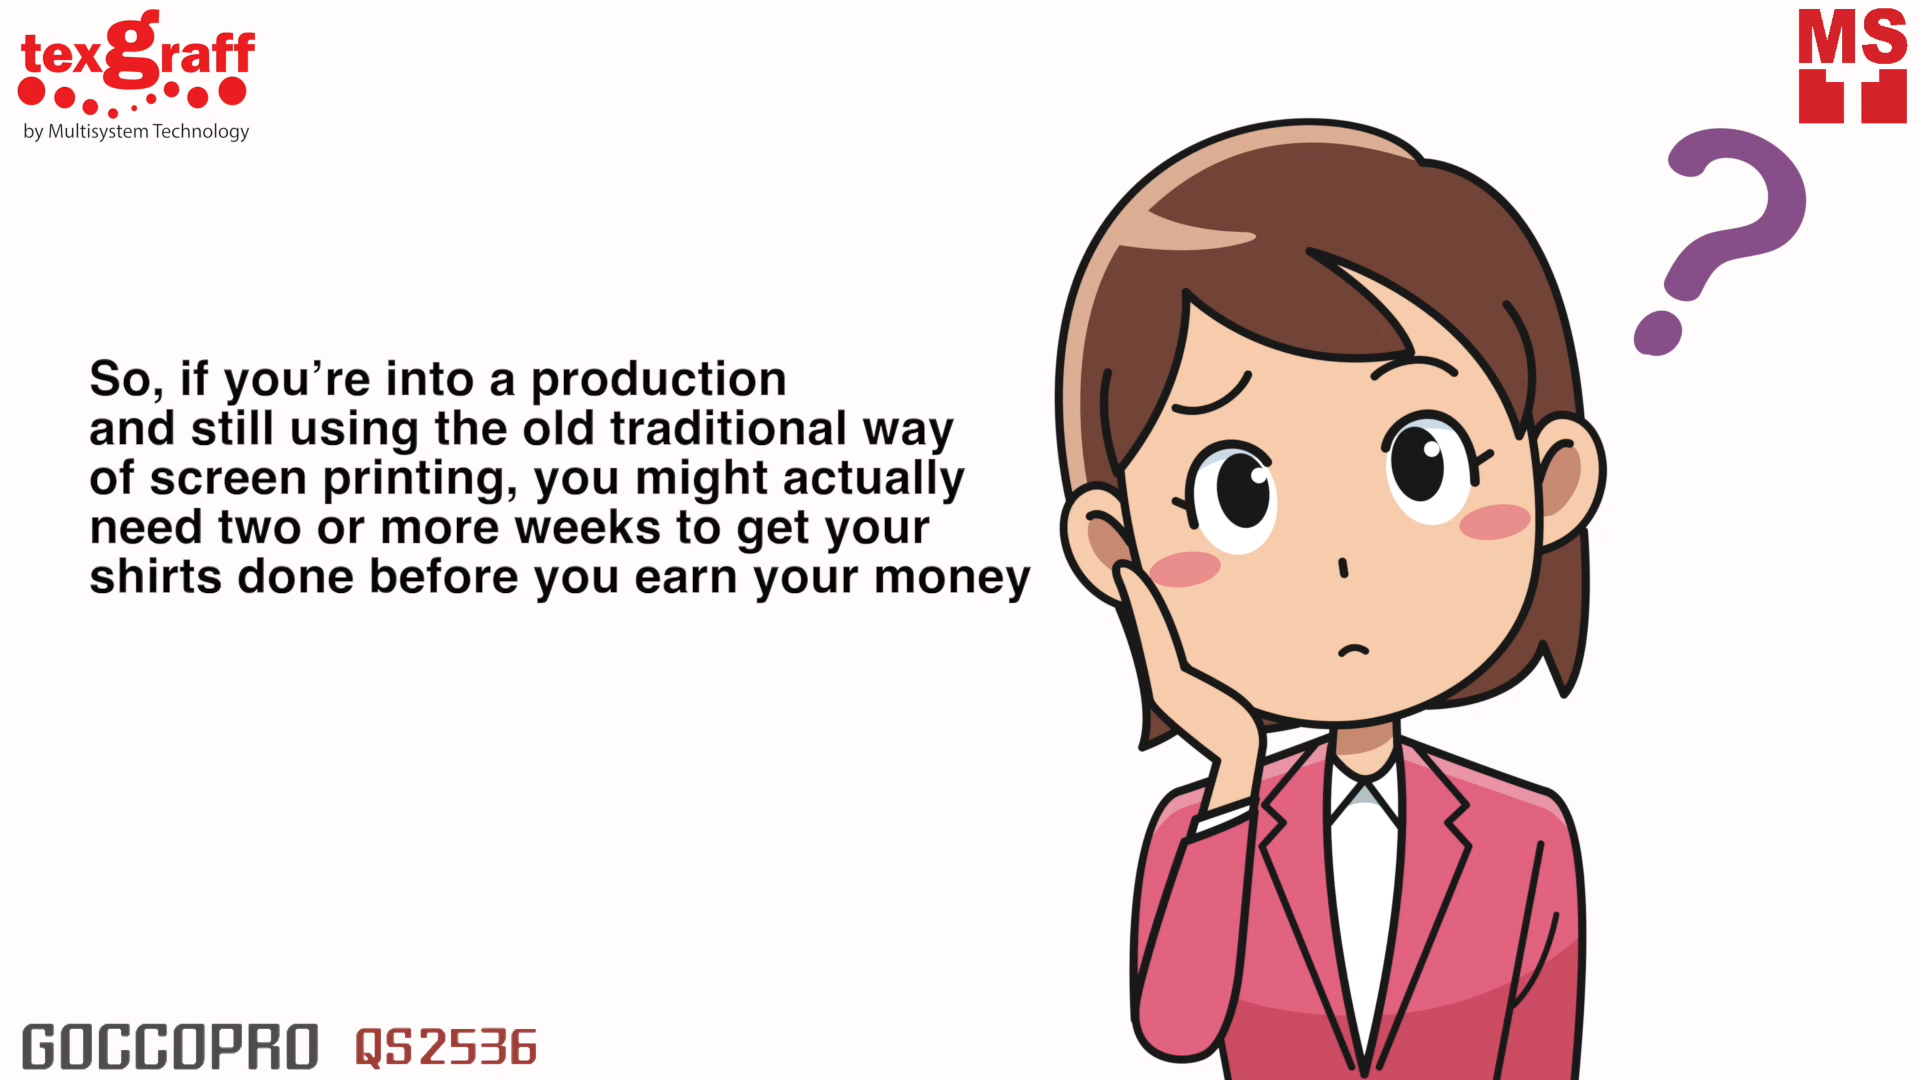 texgraff
by Multisystem Technology
MS
T
?
So, if you’re into a production
and still using the old traditional way
of screen printing, you might actually
need two or more weeks to get your
shirts done before you earn your money
GOCCOPRO QS2536